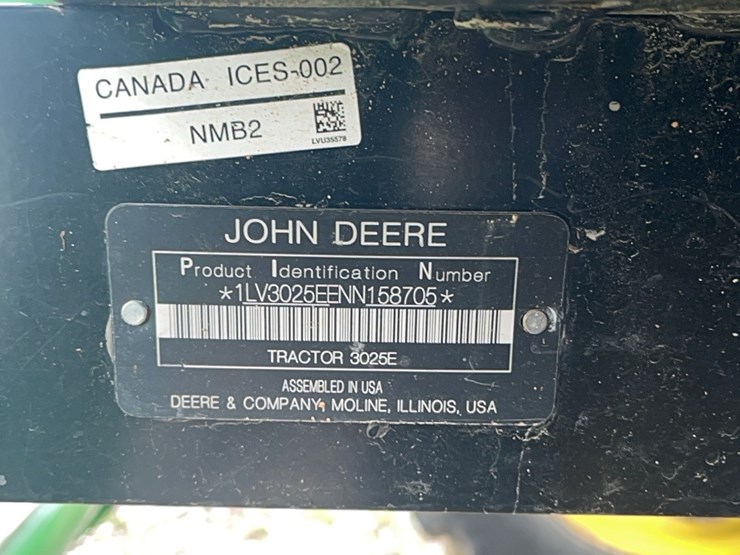 CANADA ICES-002
NMB2
LVU35578
JOHN DEERE
Product Identification Number
*1LV3025EENN158705*
TRACTOR 3025E
ASSEMBLED IN USA
DEERE & COMPANY, MOLINE, ILLINOIS, USA